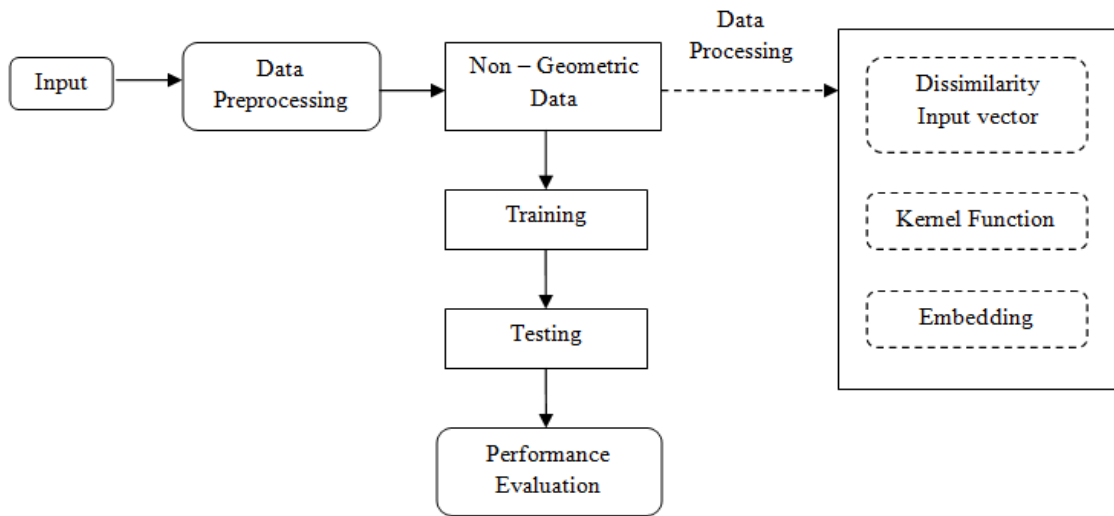 Input
Data
Preprocessing
Non – Geometric
Data
Data
Processing
Dissimilarity
Input vector
Kernel Function
Embedding
Training
Testing
Performance
Evaluation